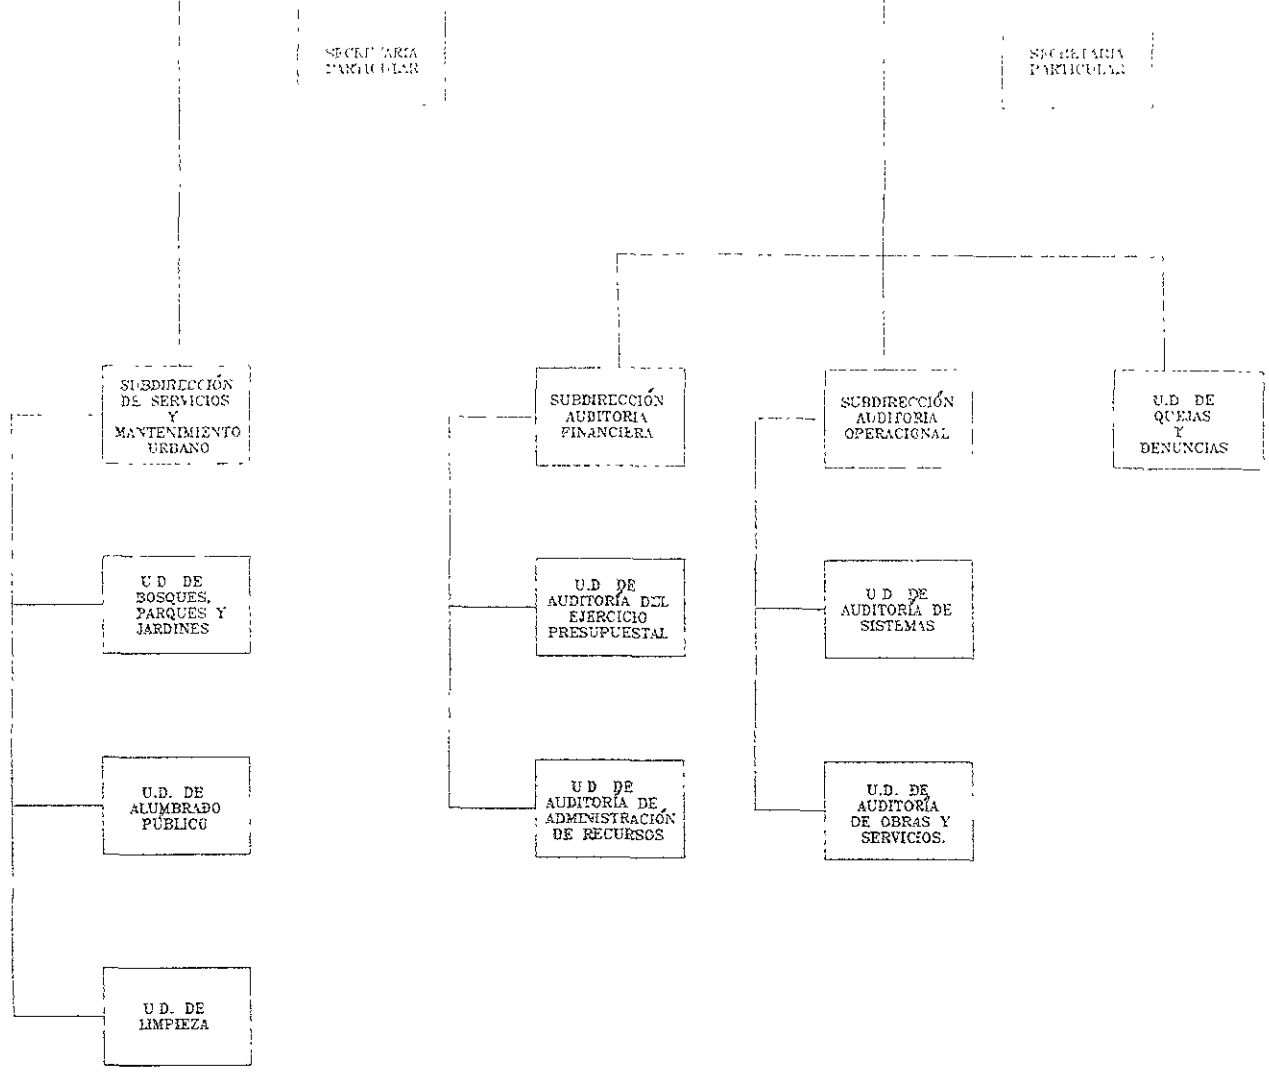 SECRETARIA
PARTICULAR
SECRETARIA
PARTICULAR
SUBDIRECCIÓN
DE SERVICIOS
Y
MANTENIMIENTO
URBANO
SUBDIRECCIÓN
AUDITORIA
FINANCIERA
SUBDIRECCIÓN
AUDITORIA
OPERACIONAL
U.D DE
QUEJAS
Y
DENUNCIAS
U D DE
BOSQUES,
PARQUES Y
JARDINES
U.D DE
AUDITORÍA DEL
EJERCICIO
PRESUPUESTAL
U D DE
AUDITORÍA DE
SISTEMAS
U.D. DE
ALUMBRADO
PÚBLICO
U D DE
AUDITORÍA DE
ADMINISTRACIÓN
DE RECURSOS
U.D. DE
AUDITORÍA
DE OBRAS Y
SERVICIOS.
U D. DE
LIMPIEZA